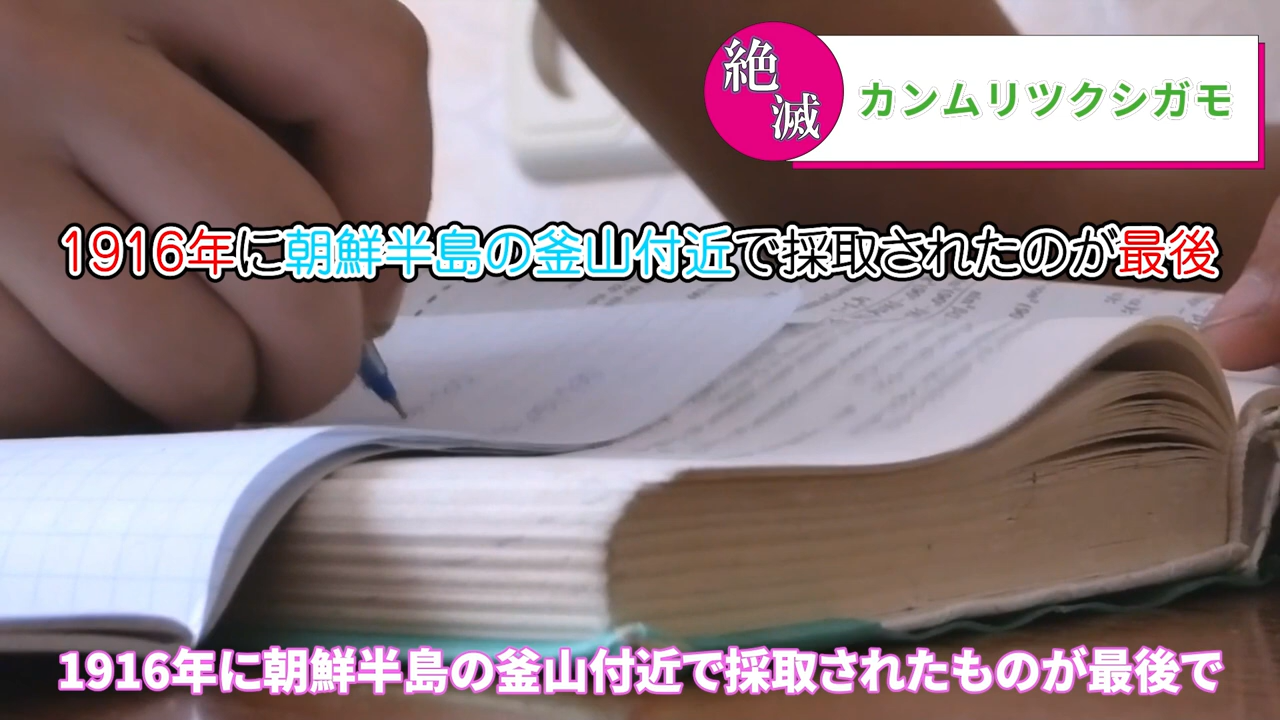 絶滅
カンムリツクシガモ
1916年に朝鮮半島の釜山付近で採取されたのが最後
1916年に朝鮮半島の釜山付近で採取されたものが最後で